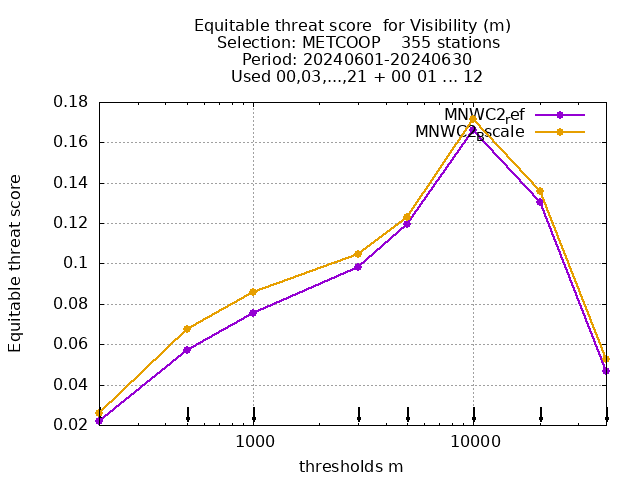 Equitable threat score  for Visibility (m)
Selection: METCOOP    355 stations
Period: 20240601-20240630
Used 00,03,...,21 + 00 01 ... 12
0.18
0.16
0.14
0.12
0.1
0.08
0.06
0.04
0.02
Equitable threat score
MNWC2_ref
MNWC2_Bscale
1000
10000
thresholds m